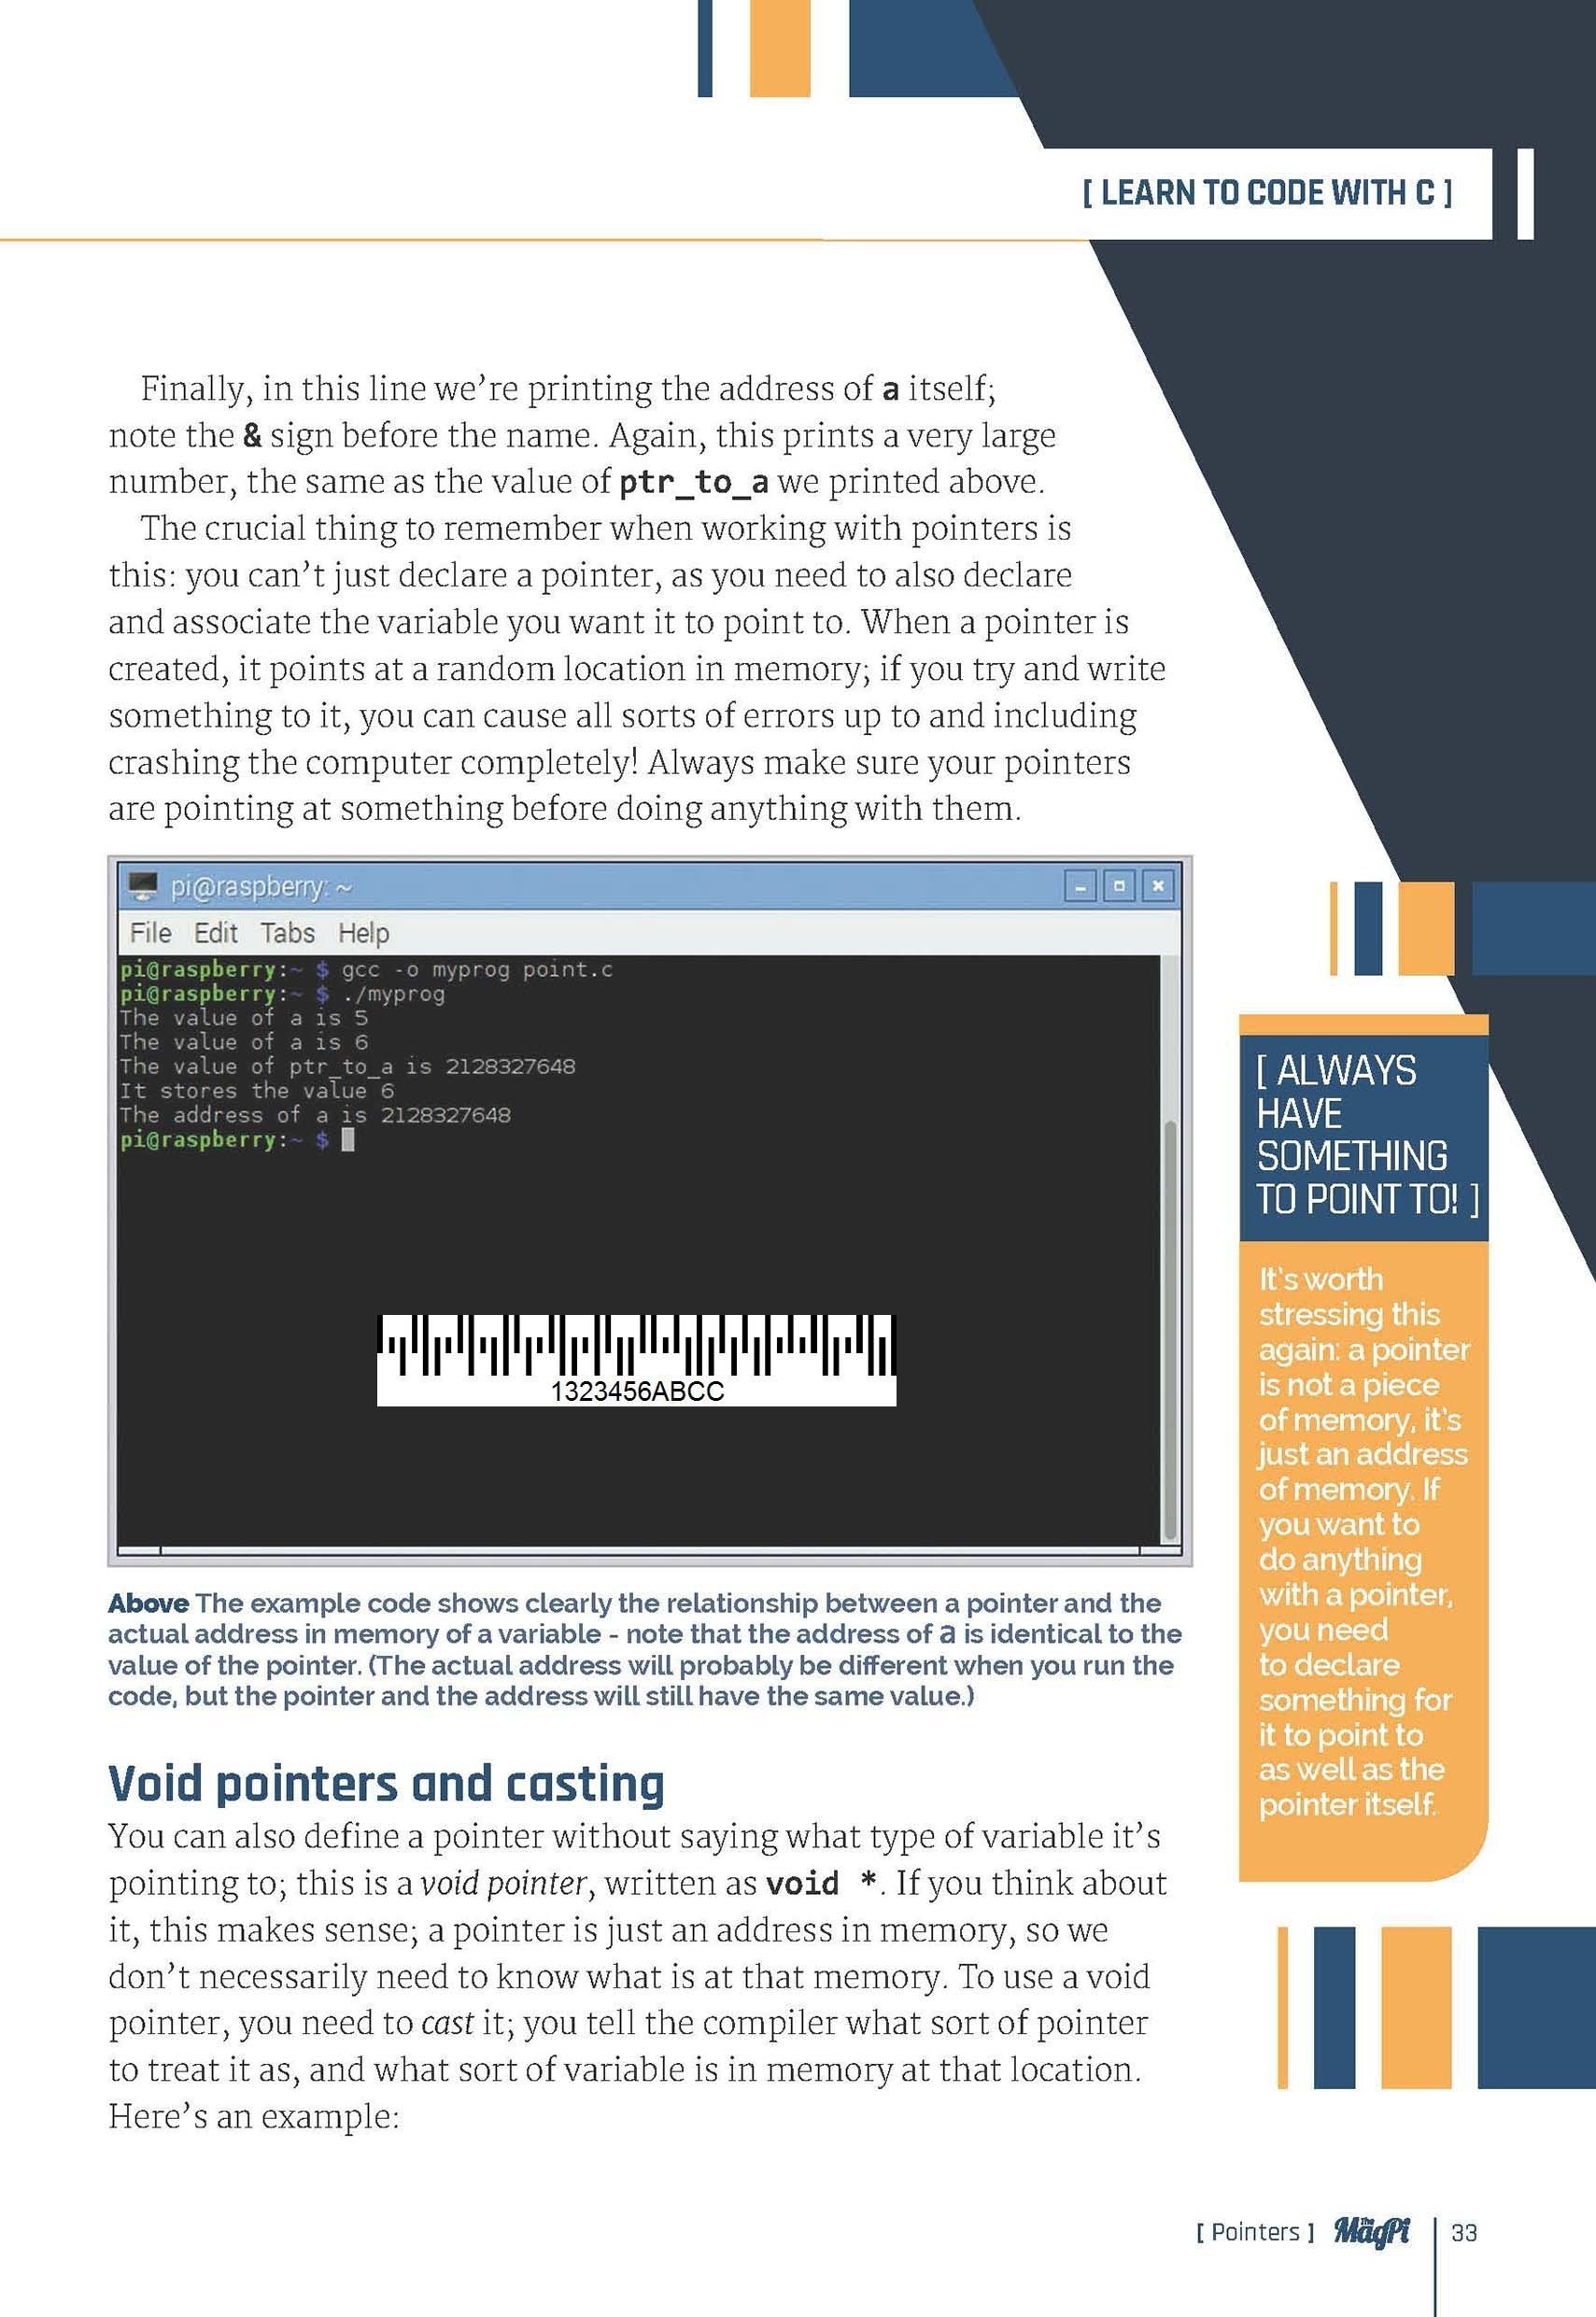 [ LEARN TO CODE WITH C ]
Finally, in this line we’re printing the address of a itself;
note the & sign before the name. Again, this prints a very large
number, the same as the value of ptr_to_a we printed above.
The crucial thing to remember when working with pointers is
this: you can’t just declare a pointer, as you need to also declare
and associate the variable you want it to point to. When a pointer is
created, it points at a random location in memory; if you try and write
something to it, you can cause all sorts of errors up to and including
crashing the computer completely! Always make sure your pointers
are pointing at something before doing anything with them.
pi@raspberry: ~
File Edit Tabs Help
pi@raspberry:~ $ gcc -o myprog point.c
pi@raspberry:~ $ ./myprog
The value of a is 5
The value of a is 6
The value of ptr_to_a is 2128327648
It stores the value 6
The address of a is 2128327648
pi@raspberry:~ $
1323456ABCC
Above The example code shows clearly the relationship between a pointer and the
actual address in memory of a variable - note that the address of a is identical to the
value of the pointer. (The actual address will probably be different when you run the
code, but the pointer and the address will still have the same value.)
[ ALWAYS
HAVE
SOMETHING
TO POINT TO! ]
It’s worth
stressing this
again: a pointer
is not a piece
of memory, it’s
just an address
of memory. If
you want to
do anything
with a pointer,
you need
to declare
something for
it to point to
as well as the
pointer itself.
Void pointers and casting
You can also define a pointer without saying what type of variable it’s
pointing to; this is a void pointer, written as void *. If you think about
it, this makes sense; a pointer is just an address in memory, so we
don’t necessarily need to know what is at that memory. To use a void
pointer, you need to cast it; you tell the compiler what sort of pointer
to treat it as, and what sort of variable is in memory at that location.
Here’s an example:
[ Pointers ] The MagPi 33